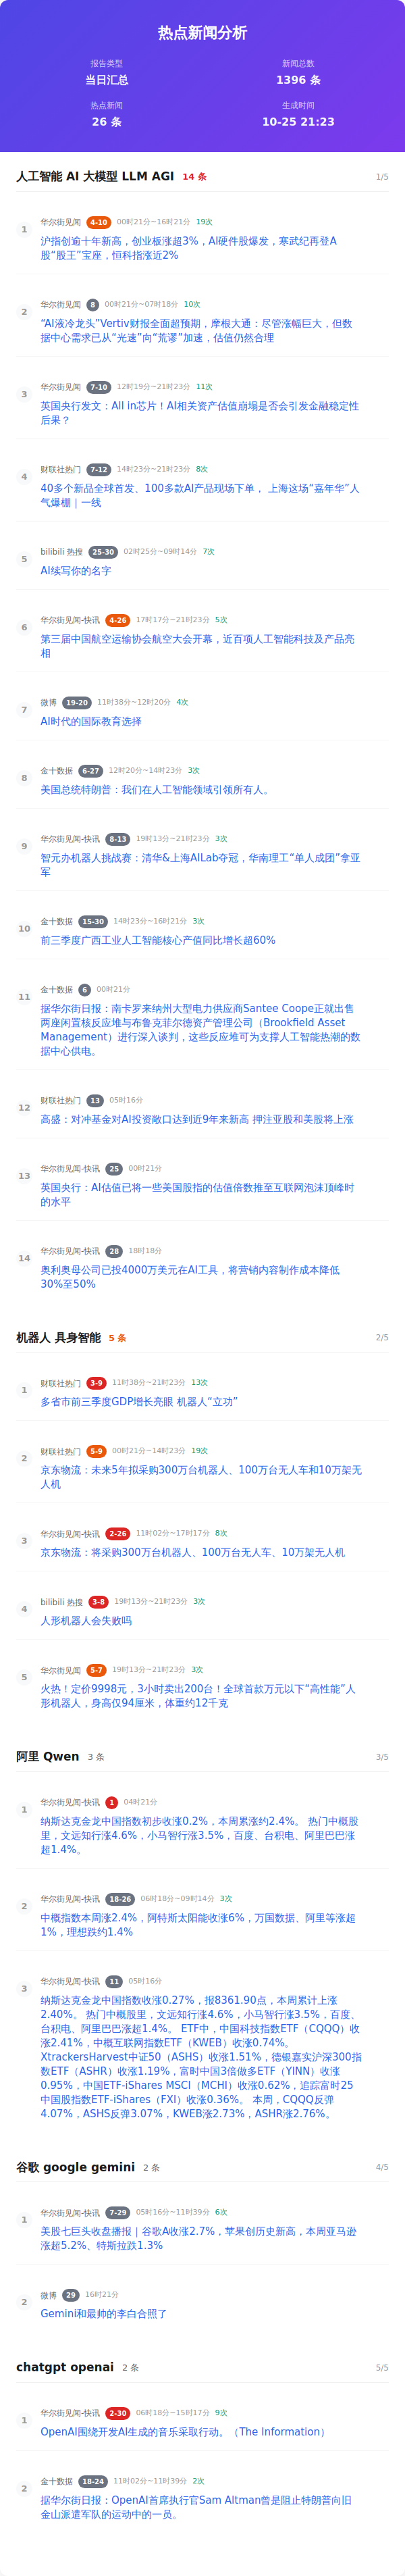 热点新闻分析
报告类型
新闻总数
当日汇总
1396 条
热点新闻
生成时间
26 条
10-25 21:23
人工智能 AI 大模型 LLM AGI 14 条 1/5
1
华尔街见闻 4-10 00时21分~16时21分 19次
沪指创逾十年新高，创业板涨超3%，AI硬件股爆发，寒武纪再登A
股“股王”宝座，恒科指涨近2%
2
华尔街见闻 8 00时21分~07时18分 10次
“AI液冷龙头”Vertiv财报全面超预期，摩根大通：尽管涨幅巨大，但数
据中心需求已从“光速”向“荒谬”加速，估值仍然合理
3
华尔街见闻 7-10 12时19分~21时23分 11次
英国央行发文：All in芯片！AI相关资产估值崩塌是否会引发金融稳定性
后果？
4
财联社热门 7-12 14时23分~21时23分 8次
40多个新品全球首发、100多款AI产品现场下单， 上海这场“嘉年华”人
气爆棚｜一线
5
bilibili 热搜 25-30 02时25分~09时14分 7次
AI续写你的名字
6
华尔街见闻-快讯 4-26 17时17分~21时23分 5次
第三届中国航空运输协会航空大会开幕，近百项人工智能科技及产品亮
相
7
微博 19-20 11时38分~12时20分 4次
AI时代的国际教育选择
8
金十数据 6-27 12时20分~14时23分 3次
美国总统特朗普：我们在人工智能领域引领所有人。
9
华尔街见闻-快讯 8-13 19时13分~21时23分 3次
智元办机器人挑战赛：清华&上海AILab夺冠，华南理工“单人成团”拿亚
军
10
金十数据 15-30 14时23分~16时21分 3次
前三季度广西工业人工智能核心产值同比增长超60%
11
金十数据 6 00时21分
据华尔街日报：南卡罗来纳州大型电力供应商Santee Coope正就出售
两座闲置核反应堆与布鲁克菲尔德资产管理公司（Brookfield Asset
Management）进行深入谈判，这些反应堆可为支撑人工智能热潮的数
据中心供电。
12
财联社热门 13 05时16分
高盛：对冲基金对AI投资敞口达到近9年来新高 押注亚股和美股将上涨
13
华尔街见闻-快讯 25 00时21分
英国央行：AI估值已将一些美国股指的估值倍数推至互联网泡沫顶峰时
的水平
14
华尔街见闻-快讯 28 18时18分
奥利奥母公司已投4000万美元在AI工具，将营销内容制作成本降低
30%至50%
机器人 具身智能 5 条 2/5
1
财联社热门 3-9 11时38分~21时23分 13次
多省市前三季度GDP增长亮眼 机器人“立功”
2
财联社热门 5-9 00时21分~14时23分 19次
京东物流：未来5年拟采购300万台机器人、100万台无人车和10万架无
人机
3
华尔街见闻-快讯 2-26 11时02分~17时17分 8次
京东物流：将采购300万台机器人、100万台无人车、10万架无人机
4
bilibili 热搜 3-8 19时13分~21时23分 3次
人形机器人会失败吗
5
华尔街见闻 5-7 19时13分~21时23分 3次
火热！定价9998元，3小时卖出200台！全球首款万元以下“高性能”人
形机器人，身高仅94厘米，体重约12千克
阿里 Qwen 3 条 3/5
1
华尔街见闻-快讯 1 04时21分
纳斯达克金龙中国指数初步收涨0.2%，本周累涨约2.4%。 热门中概股
里，文远知行涨4.6%，小马智行涨3.5%，百度、台积电、阿里巴巴涨
超1.4%。
2
华尔街见闻-快讯 18-26 06时18分~09时14分 3次
中概指数本周涨2.4%，阿特斯太阳能收涨6%，万国数据、阿里等涨超
1%，理想跌约1.4%
3
华尔街见闻-快讯 11 05时16分
纳斯达克金龙中国指数收涨0.27%，报8361.90点，本周累计上涨
2.40%。 热门中概股里，文远知行涨4.6%，小马智行涨3.5%，百度、
台积电、阿里巴巴涨超1.4%。 ETF中，中国科技指数ETF（CQQQ）收
涨2.41%，中概互联网指数ETF（KWEB）收涨0.74%。
XtrackersHarvest中证50（ASHS）收涨1.51%，德银嘉实沪深300指
数ETF（ASHR）收涨1.19%，富时中国3倍做多ETF（YINN）收涨
0.95%，中国ETF-iShares MSCI（MCHI）收涨0.62%，追踪富时25
中国股指数ETF-iShares（FXI）收涨0.36%。 本周，CQQQ反弹
4.07%，ASHS反弹3.07%，KWEB涨2.73%，ASHR涨2.76%。
谷歌 google gemini 2 条 4/5
1
华尔街见闻-快讯 7-29 05时16分~11时39分 6次
美股七巨头收盘播报｜谷歌A收涨2.7%，苹果创历史新高，本周亚马逊
涨超5.2%、特斯拉跌1.3%
2
微博 29 16时21分
Gemini和最帅的李白合照了
chatgpt openai 2 条 5/5
1
华尔街见闻-快讯 2-30 06时18分~15时17分 9次
OpenAI围绕开发AI生成的音乐采取行动。（The Information）
2
金十数据 18-24 11时02分~11时39分 2次
据华尔街日报：OpenAI首席执行官Sam Altman曾是阻止特朗普向旧
金山派遣军队的运动中的一员。